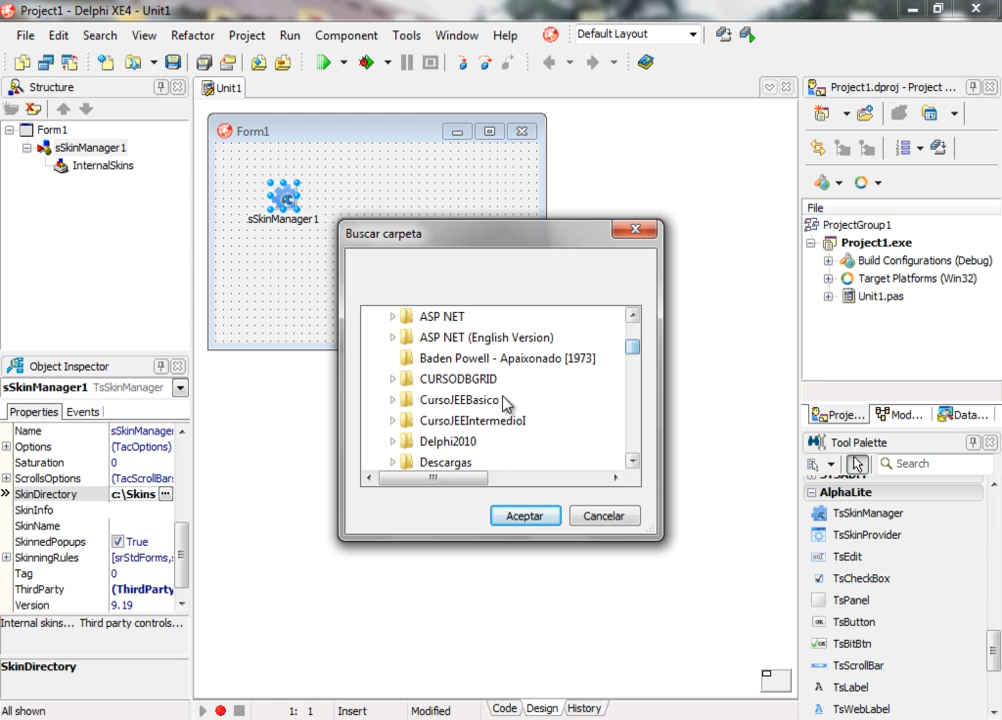 Project1 - Delphi XE4 - Unit1
File Edit Search View Refactor Project Run Component Tools Window Help
Default Layout
Structure
Form1
sSkinManager1
InternalSkins
Object Inspector
sSkinManager1 TsSkinManager
Properties Events
Name sSkinManager
Options (TacOptions)
Saturation 0
ScrollsOptions (TacScrollBar
SkinDirectory c:\Skins ...
SkinInfo
SkinName
SkinnedPopups True
SkinningRules [srStdForms,
Tag 0
ThirdParty (ThirdParty
Version 9.19
Internal skins... Third party controls...
SkinDirectory
All shown
Unit1
Form1
sSkinManager1
Buscar carpeta
ASP NET
ASP NET (English Version)
Baden Powell - Apaixonado [1973]
CURSODBGRID
CursoJEEBasico
CursoJEEIntermedioI
Delphi2010
Descargas
Aceptar Cancelar
1: 1 Insert Modified Code Design History
Project1.dproj - Project ...
File
ProjectGroup1
Project1.exe
Build Configurations (Debug)
Target Platforms (Win32)
Unit1.pas
Proje... Mod... Data...
Tool Palette
Search
AlphaLite
TsSkinManager
TsSkinProvider
TsEdit
TsCheckBox
TsPanel
TsButton
TsBitBtn
TsScrollBar
TsLabel
TsWebLabel